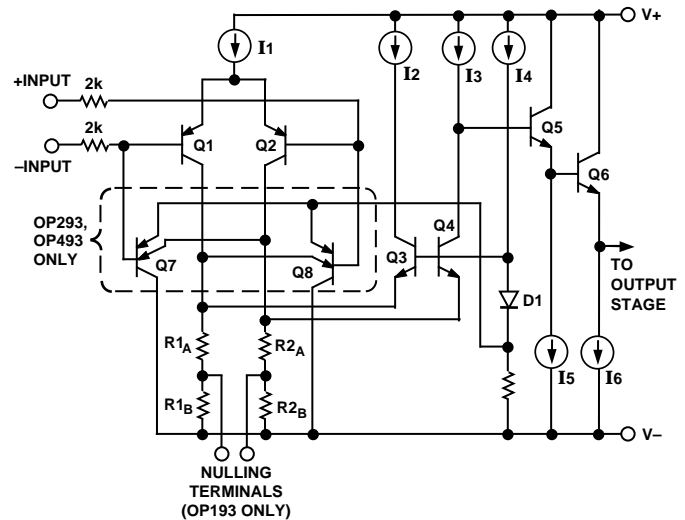 V+
I1
I2
I3
I4
+INPUT
2k
–INPUT
2k
Q1
Q2
Q5
Q6
OP293,
OP493
ONLY
Q7
Q8
Q3
Q4
D1
TO
OUTPUT
STAGE
R1A
R2A
I5
I6
R1B
R2B
V–
NULLING
TERMINALS
(OP193 ONLY)